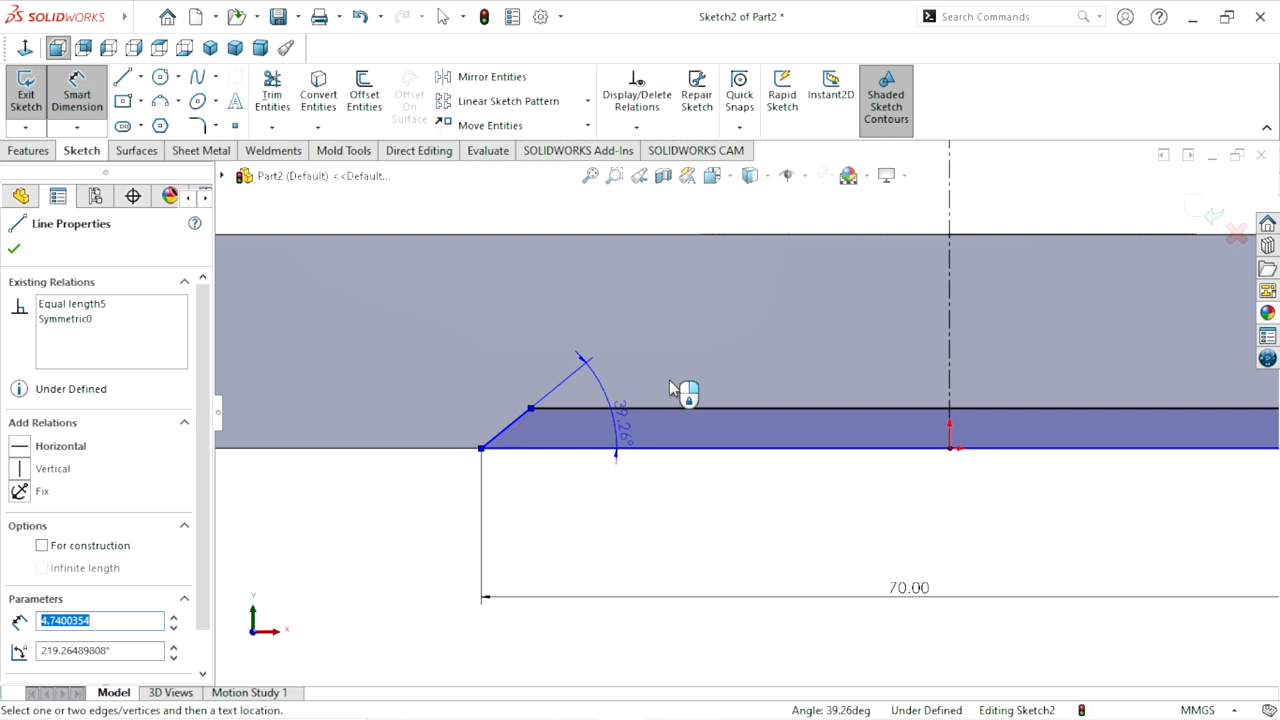 SOLIDWORKS
Sketch2 of Part2 *
Search Commands
Exit Sketch
Smart Dimension
Trim Entities
Convert Entities
Offset Entities
Offset On Surface
Mirror Entities
Linear Sketch Pattern
Move Entities
Display/Delete Relations
Repair Sketch
Quick Snaps
Rapid Sketch
Instant2D
Shaded Sketch Contours
Features
Sketch
Surfaces
Sheet Metal
Weldments
Mold Tools
Direct Editing
Evaluate
SOLIDWORKS Add-Ins
SOLIDWORKS CAM
Part2 (Default) <<Default...
Line Properties
Existing Relations
Equal length5
Symmetric0
Under Defined
Add Relations
Horizontal
Vertical
Fix
Options
For construction
Infinite length
Parameters
4.7400354
219.26489808°
39.26°
70.00
Y
X
Model
3D Views
Motion Study 1
Select one or two edges/vertices and then a text location.
Angle: 39.26deg
Under Defined
Editing Sketch2
MMGS